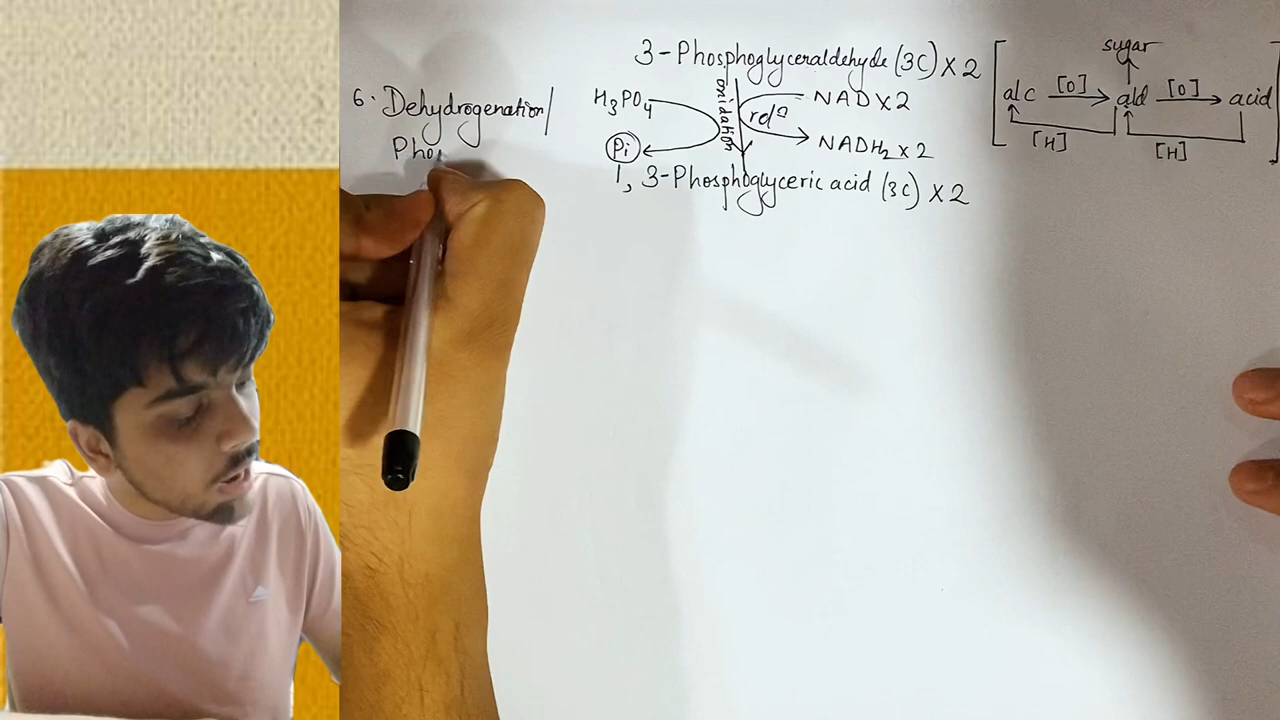 6. Dehydrogenation/
Pho
3-Phosphoglyceraldehyde (3C) X 2
H₃PO₄
oxidation
NAD X 2
redⁿ
NADH₂ X 2
Pi
1, 3-Phosphoglyceric acid (3C) X 2
sugar
alc [O] ald [O] acid
[H] [H]